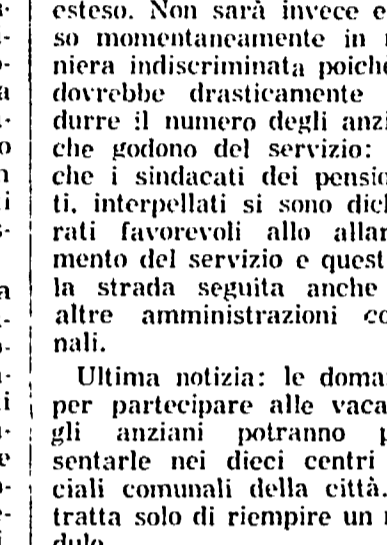 esteso. Non sarà invece e
so momentaneamente in
niera indiscriminata poiché
dovrebbe drasticamente
durre il numero degli anzi
che godono del servizio:
che i sindacati dei pensio
ti, interpellati si sono dich
rati favorevoli allo allar
mento del servizio e quest
la strada seguita anche
altre amministrazioni co
nali.
Ultima notizia: le doma
per partecipare alle vaca
gli anziani potranno p
sentarle nei dieci centri
ciali comunali della città.
tratta solo di riempire un
dulo